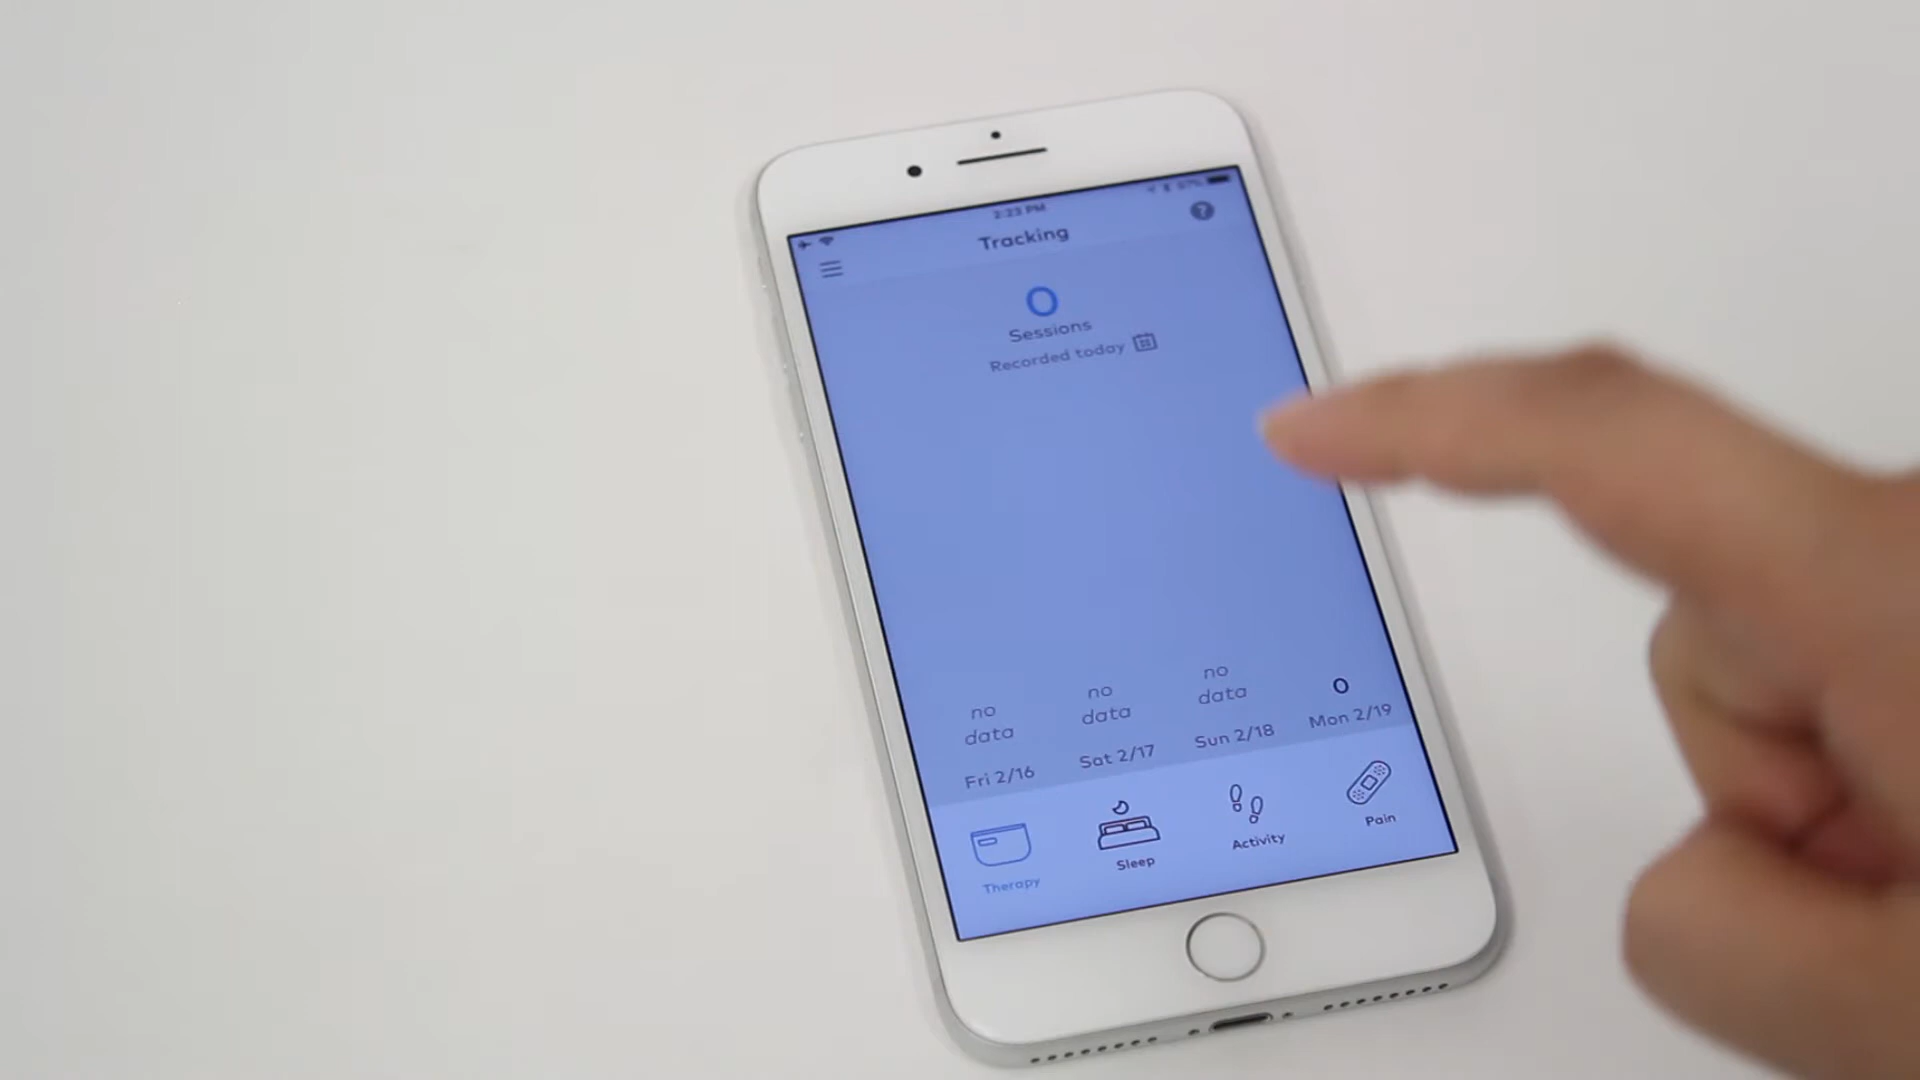 2:23 PM
97%
Tracking
?
0
Sessions
Recorded today
no data
no data
no data
0
Fri 2/16
Sat 2/17
Sun 2/18
Mon 2/19
Therapy
Sleep
Activity
Pain